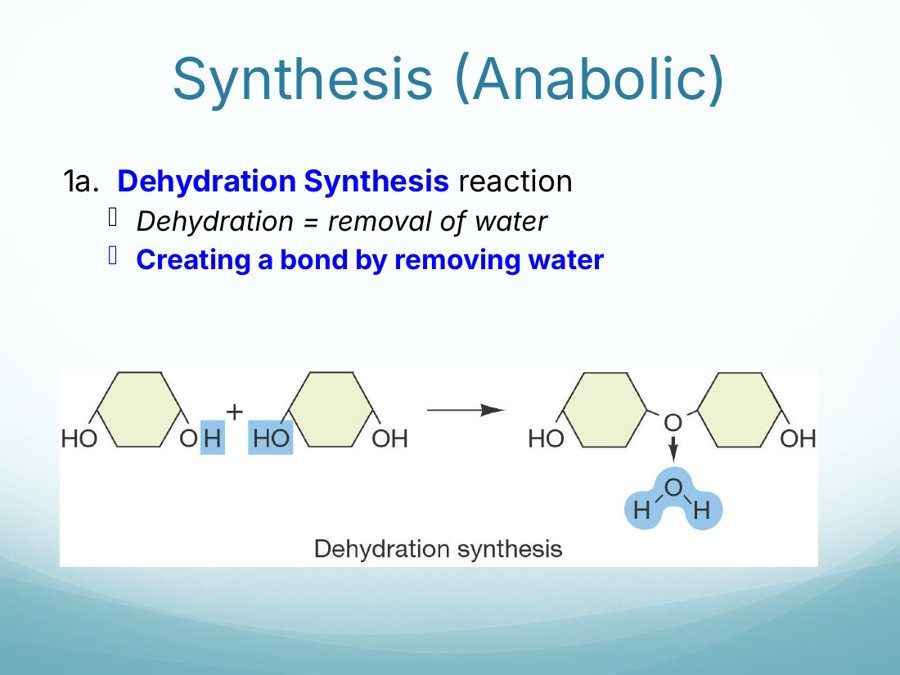 Synthesis (Anabolic)
1a. Dehydration Synthesis reaction
Dehydration = removal of water
Creating a bond by removing water
HO OH + HO OH HO O OH
H O H
Dehydration synthesis